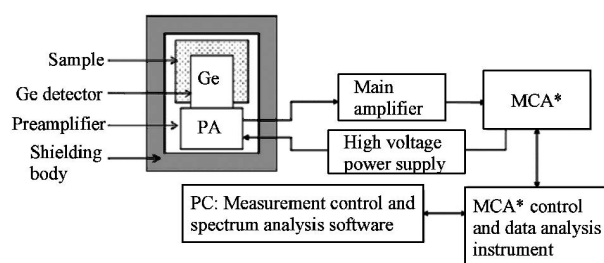 Sample
Ge detector
Preamplifier
Shielding
body
Ge
PA
Main
amplifier
MCA*
High voltage
power supply
PC: Measurement control and
spectrum analysis software
MCA* control
and data analysis
instrument